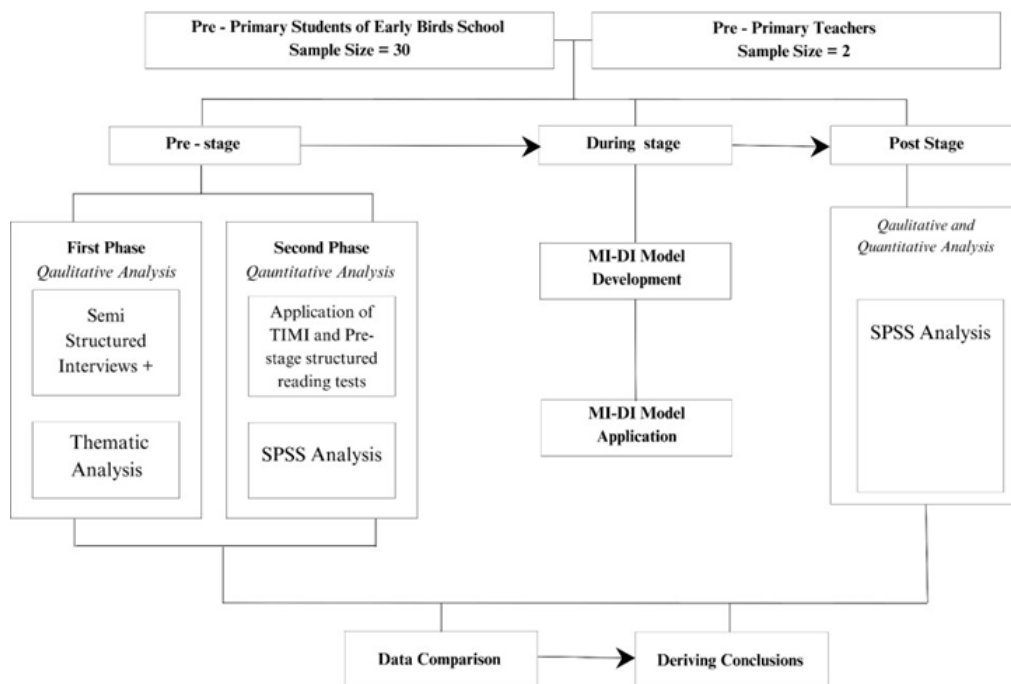 Pre - Primary Students of Early Birds School
Sample Size = 30
Pre - Primary Teachers
Sample Size = 2
Pre - stage
During stage
Post Stage
First Phase
Qaulitative Analysis
Semi
Structured
Interviews +
Thematic
Analysis
Second Phase
Qauntitative Analysis
Application of
TIMI and Pre-
stage structured
reading tests
SPSS Analysis
MI-DI Model
Development
MI-DI Model
Application
Qaulitative and
Quantitative Analysis
SPSS Analysis
Data Comparison
Deriving Conclusions